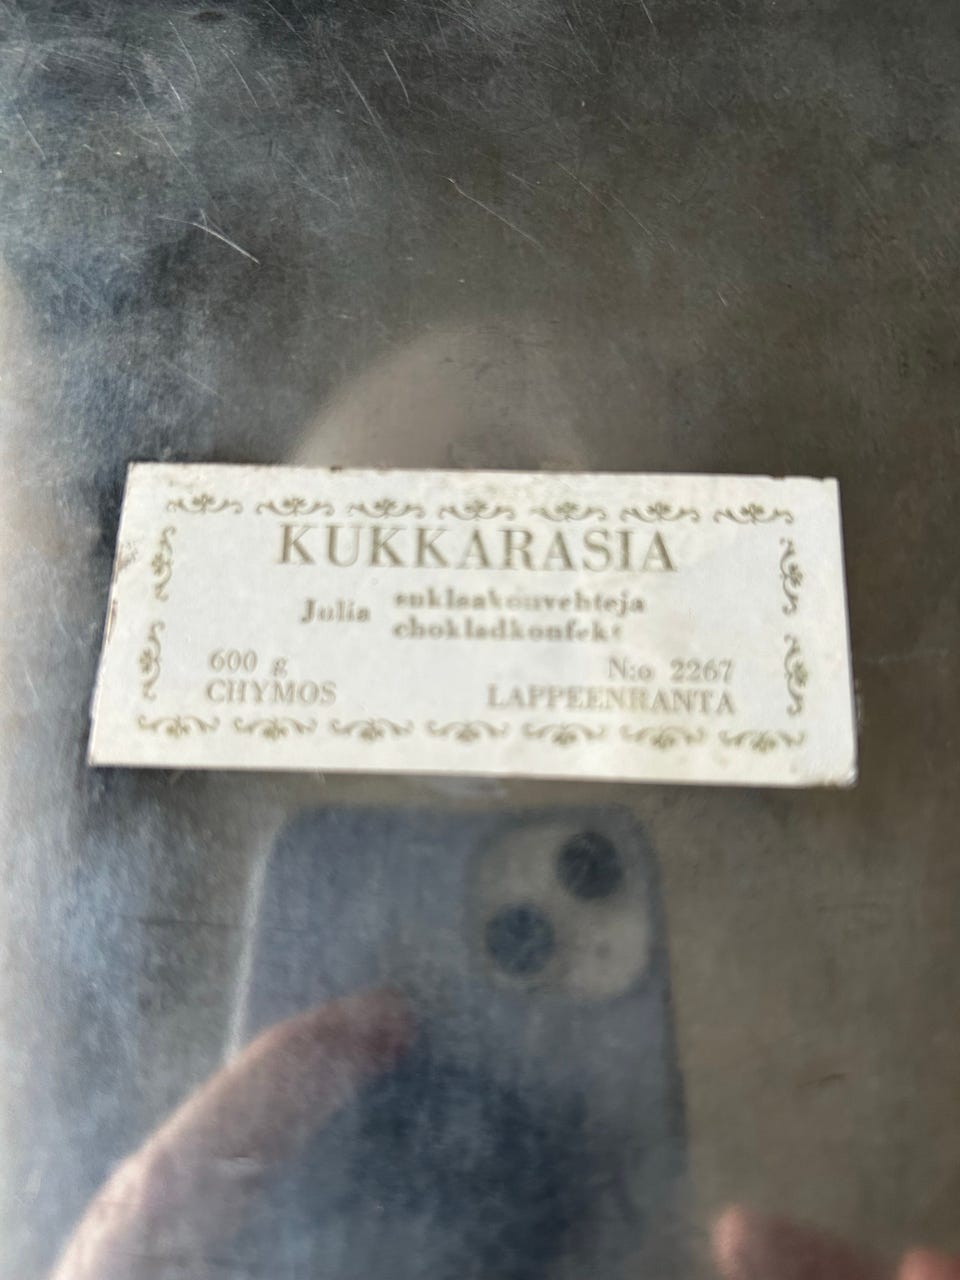 KUKKARASIA
Julia suklaakonvehteja
chokladkonfekt
600 g N:o 2267
CHYMOS LAPPEENRANTA